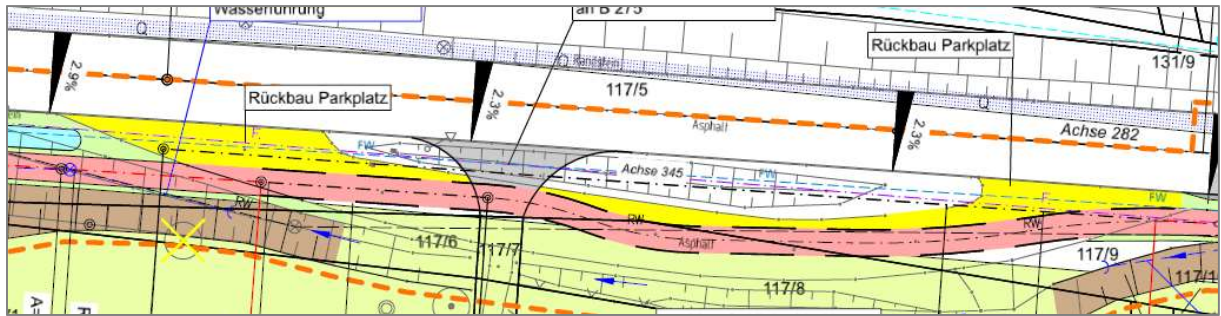 Wasserführung
an B 275
Q
Rückbau Parkplatz
131/9
2.9%
Randstein
117/5
2.3%
Rückbau Parkplatz
Q
Asphalt
2.3%
Achse 282
F
FW
Achse 345
FW
F
FW
RW
RW
RW
Asphalt
117/6
117/7
117/9
117/8
117/1
A=